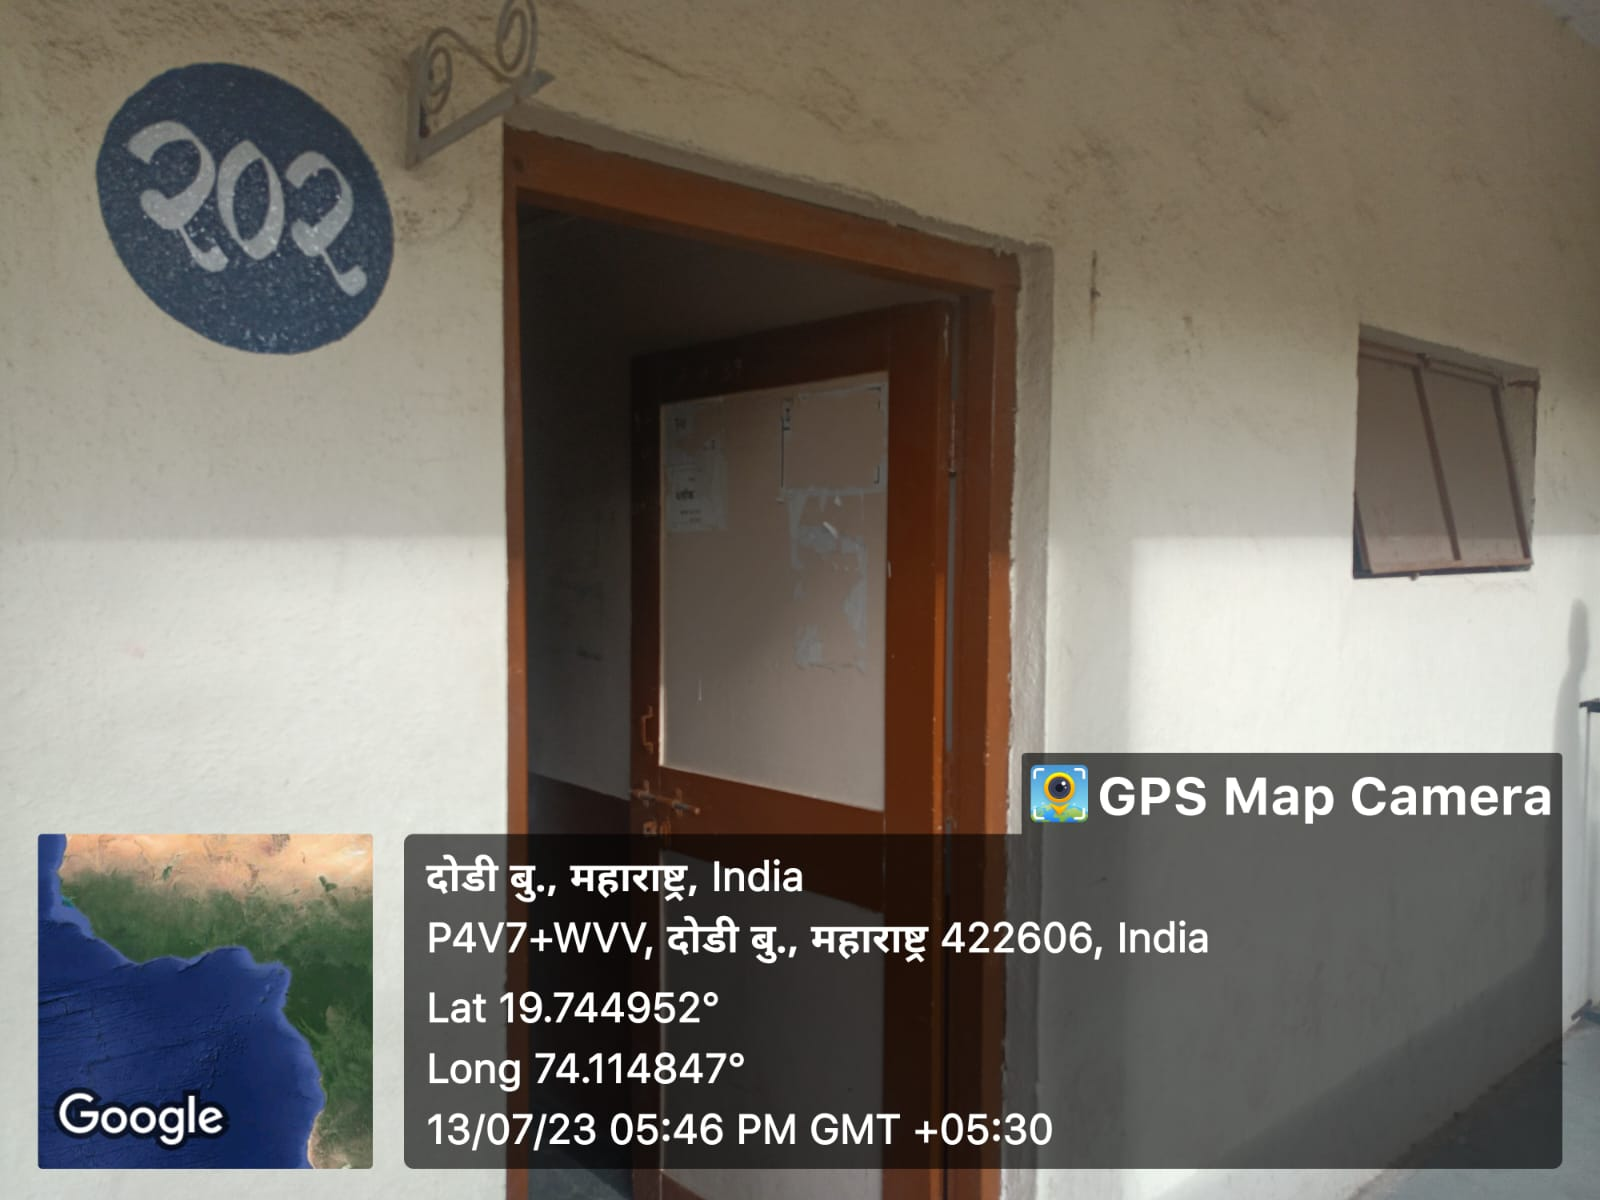 २०२
GPS Map Camera
दोडी बु., महाराष्ट्र, India
P4V7+WVV, दोडी बु., महाराष्ट्र 422606, India
Lat 19.744952°
Long 74.114847°
13/07/23 05:46 PM GMT +05:30
Google